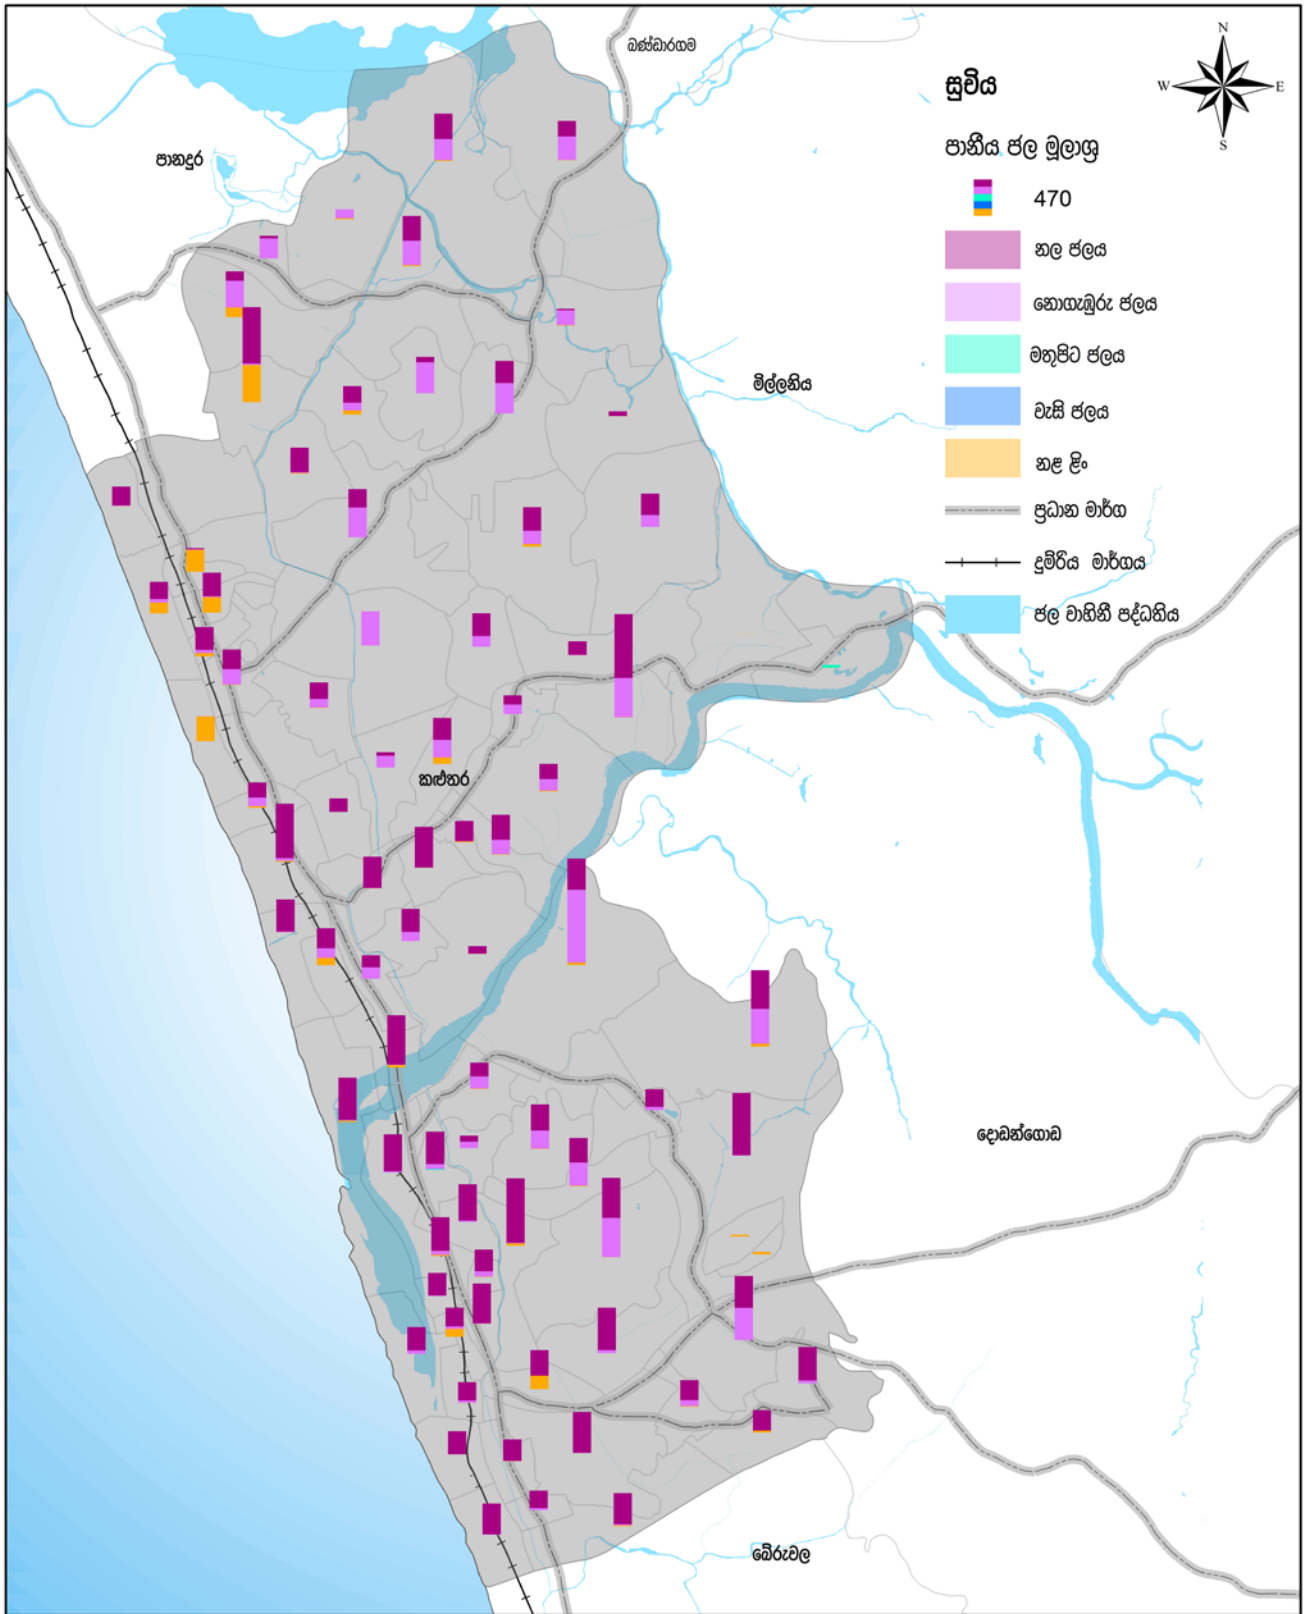 බණ්ඩාරගම
N
W E
S
සූචිය
පානීය ජල මූලාශ්‍ර
470
නල ජලය
නොගැඹුරු ජලය
මතුපිට ජලය
වැසි ජලය
නළ ළිං
ප්‍රධාන මාර්ග
දුම්රිය මාර්ගය
ජල වාහිනී පද්ධතිය
පානදුර
මිල්ලනිය
කළුතර
දොඩන්ගොඩ
බේරුවල